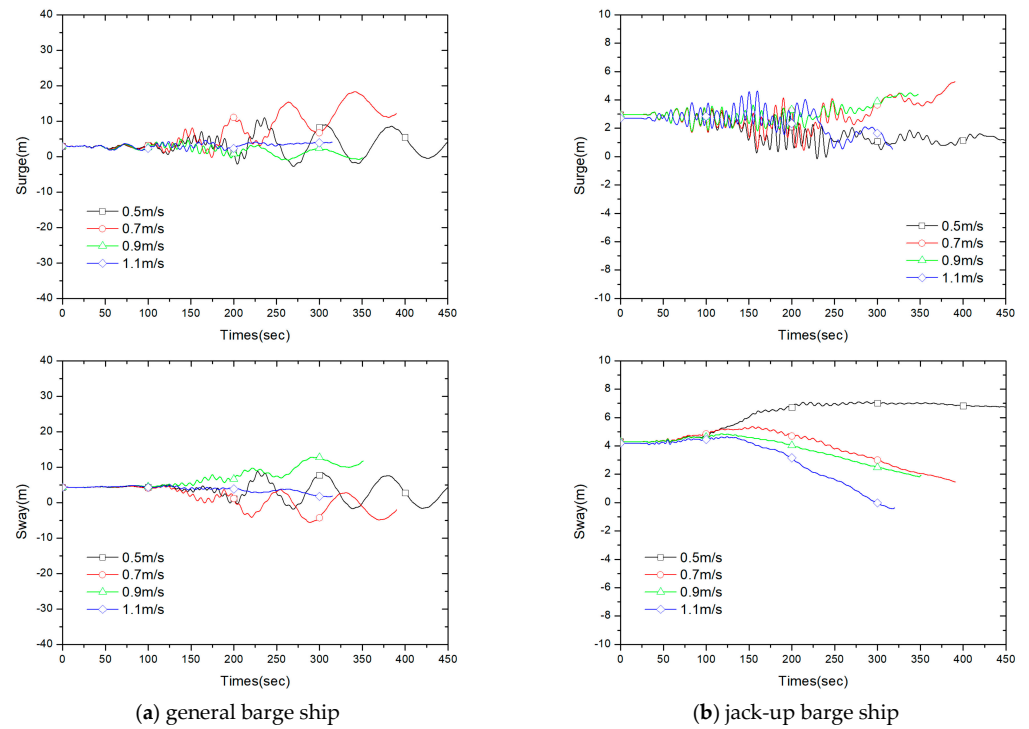 40
30
20
10
0
-10
-20
-30
-40
Surge(m)
0.5m/s
0.7m/s
0.9m/s
1.1m/s
0 50 100 150 200 250 300 350 400 450
Times(sec)
10
8
6
4
2
0
-2
-4
-6
-8
-10
Surge(m)
0.5m/s
0.7m/s
0.9m/s
1.1m/s
0 50 100 150 200 250 300 350 400 450
Times(sec)
40
30
20
10
0
-10
-20
-30
-40
Sway(m)
0.5m/s
0.7m/s
0.9m/s
1.1m/s
0 50 100 150 200 250 300 350 400 450
Times(sec)
10
8
6
4
2
0
-2
-4
-6
-8
-10
Sway(m)
0.5m/s
0.7m/s
0.9m/s
1.1m/s
0 50 100 150 200 250 300 350 400 450
Times(sec)
(a) general barge ship
(b) jack-up barge ship